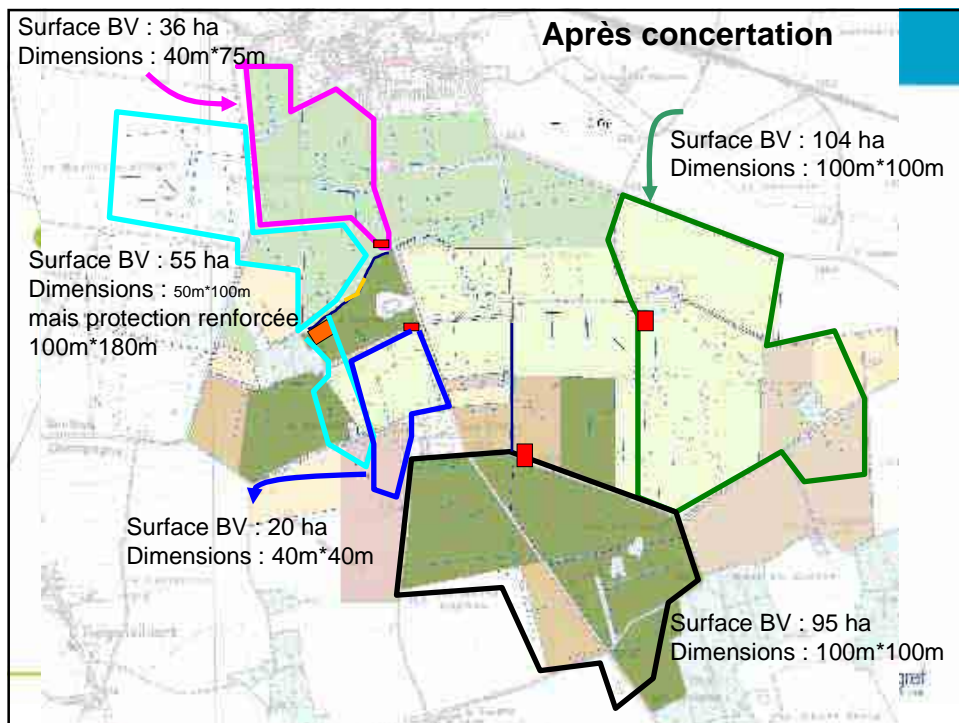 Surface BV : 36 ha
Dimensions : 40m*75m
Après concertation
Surface BV : 104 ha
Dimensions : 100m*100m
Surface BV : 55 ha
Dimensions : 50m*100m
mais protection renforcée
100m*180m
Surface BV : 20 ha
Dimensions : 40m*40m
Surface BV : 95 ha
Dimensions : 100m*100m